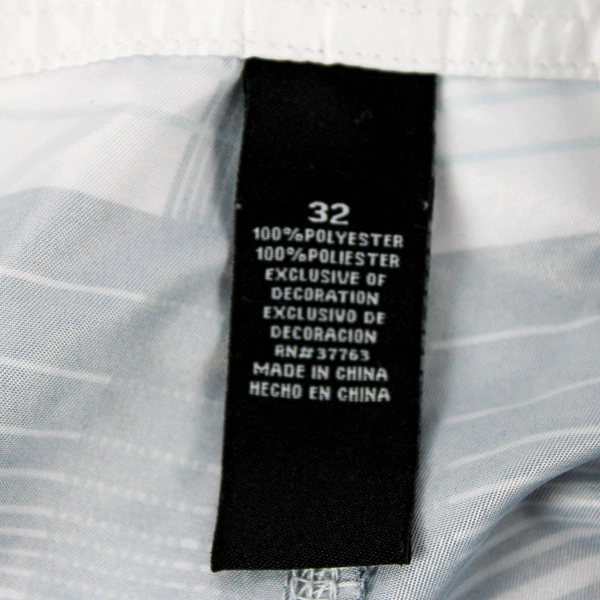 32
100%POLYESTER
100%POLIESTER
EXCLUSIVE OF
DECORATION
EXCLUSIVO DE
DECORACION
RN#37763
MADE IN CHINA
HECHO EN CHINA